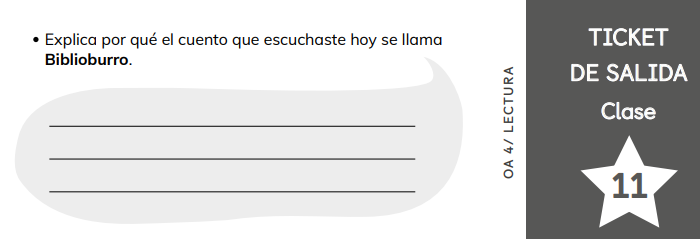 • Explica por qué el cuento que escuchaste hoy se llama
Biblioburro.
OA 4/ LECTURA
TICKET
DE SALIDA
Clase
11